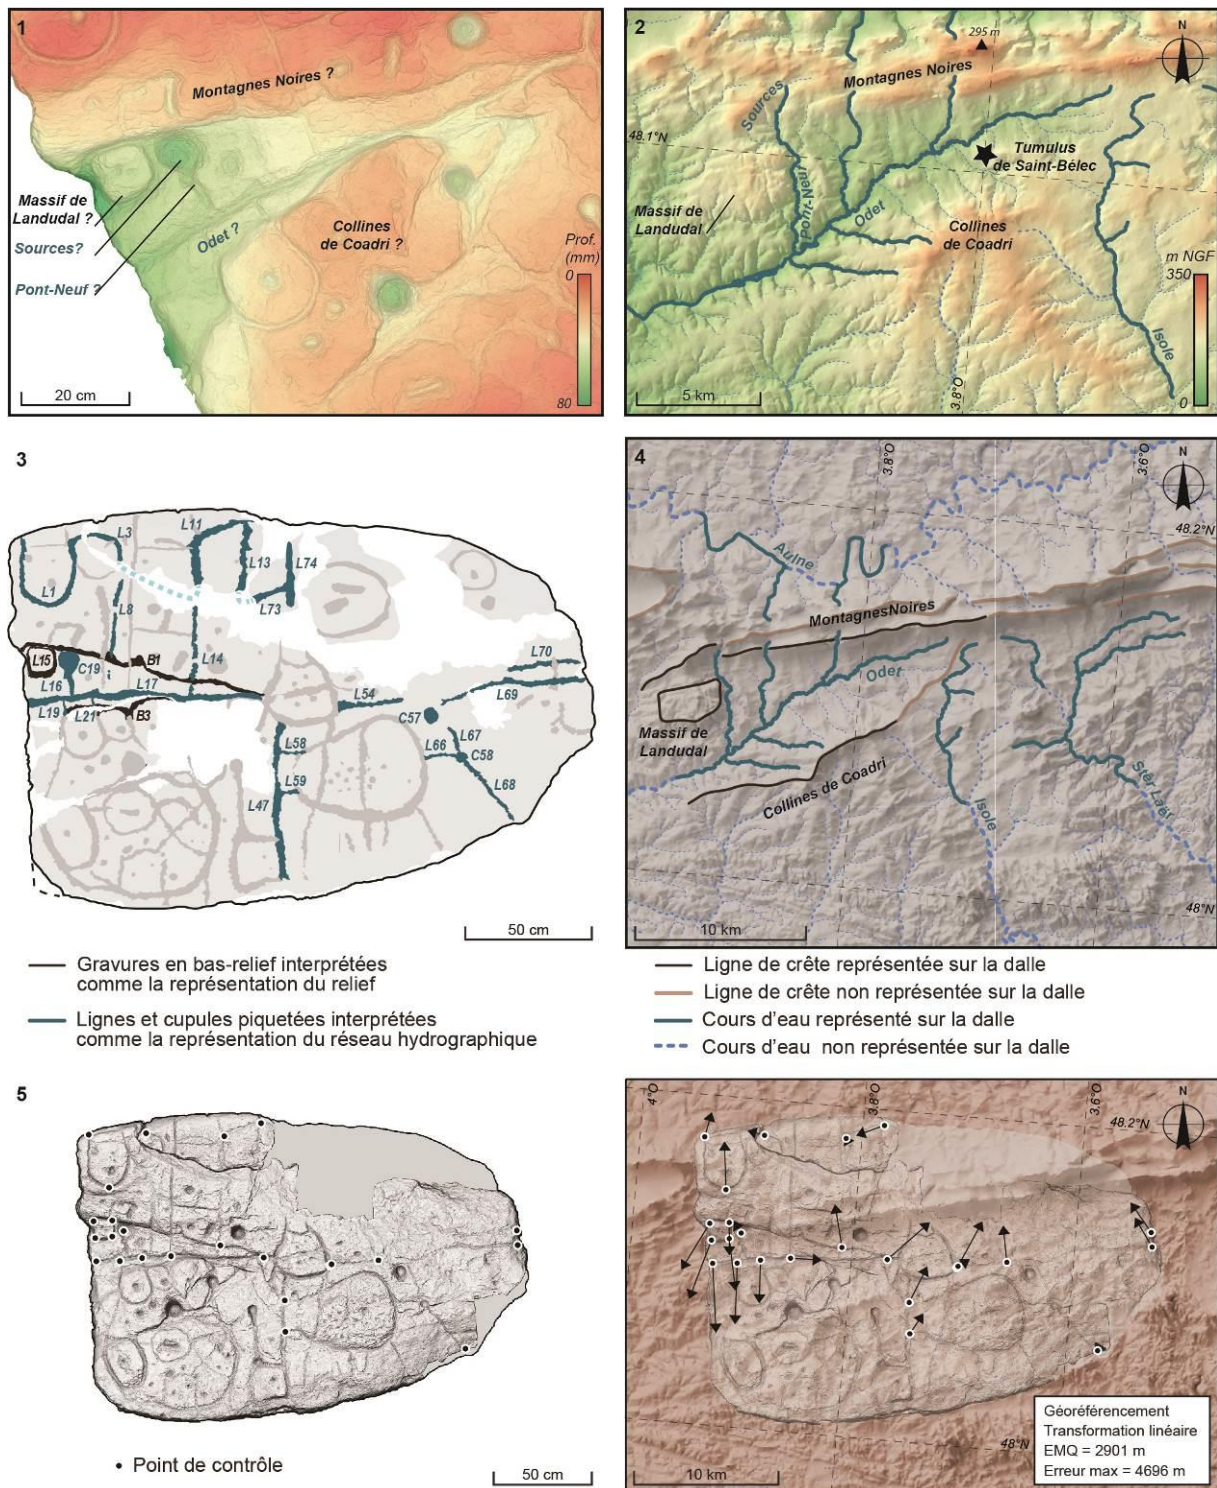 1
Montagnes Noires ?
Massif de
Landudal ?
Sources?
Pont-Neuf ?
Odet ?
Collines
de Coadri ?
Prof.
(mm)
0
80
20 cm
2
295 m
N
Montagnes Noires
Sources
48.1°N
Tumulus
de Saint-Bélec
Massif de
Landudal
Pont-Neuf
Odet
Collines
de Coadri
m NGF
350
0
Isole
3.8°O
5 km
3
L11
L3
L13
L74
L1
L8
L73
L15
C19
B1
L14
L70
L16
L17
L69
L54
L19
L21
B3
C57
L67
L58
L66
C58
L59
L68
L47
50 cm
Gravures en bas-relief interprétées
comme la représentation du relief
Lignes et cupules piquetées interprétées
comme la représentation du réseau hydrographique
4
3.8°O
3.6°O
N
48.2°N
Aulne
MontagnesNoires
Odet
Massif de
Landudal
Collines de Coadri
Isole
Stêr Laër
48°N
10 km
Ligne de crête représentée sur la dalle
Ligne de crête non représentée sur la dalle
Cours d'eau représenté sur la dalle
Cours d'eau non représentée sur la dalle
5
Point de contrôle
50 cm
4°O
3.8°O
3.6°O
N
48.2°N
48°N
10 km
Géoréférencement
Transformation linéaire
EMQ = 2901 m
Erreur max = 4696 m